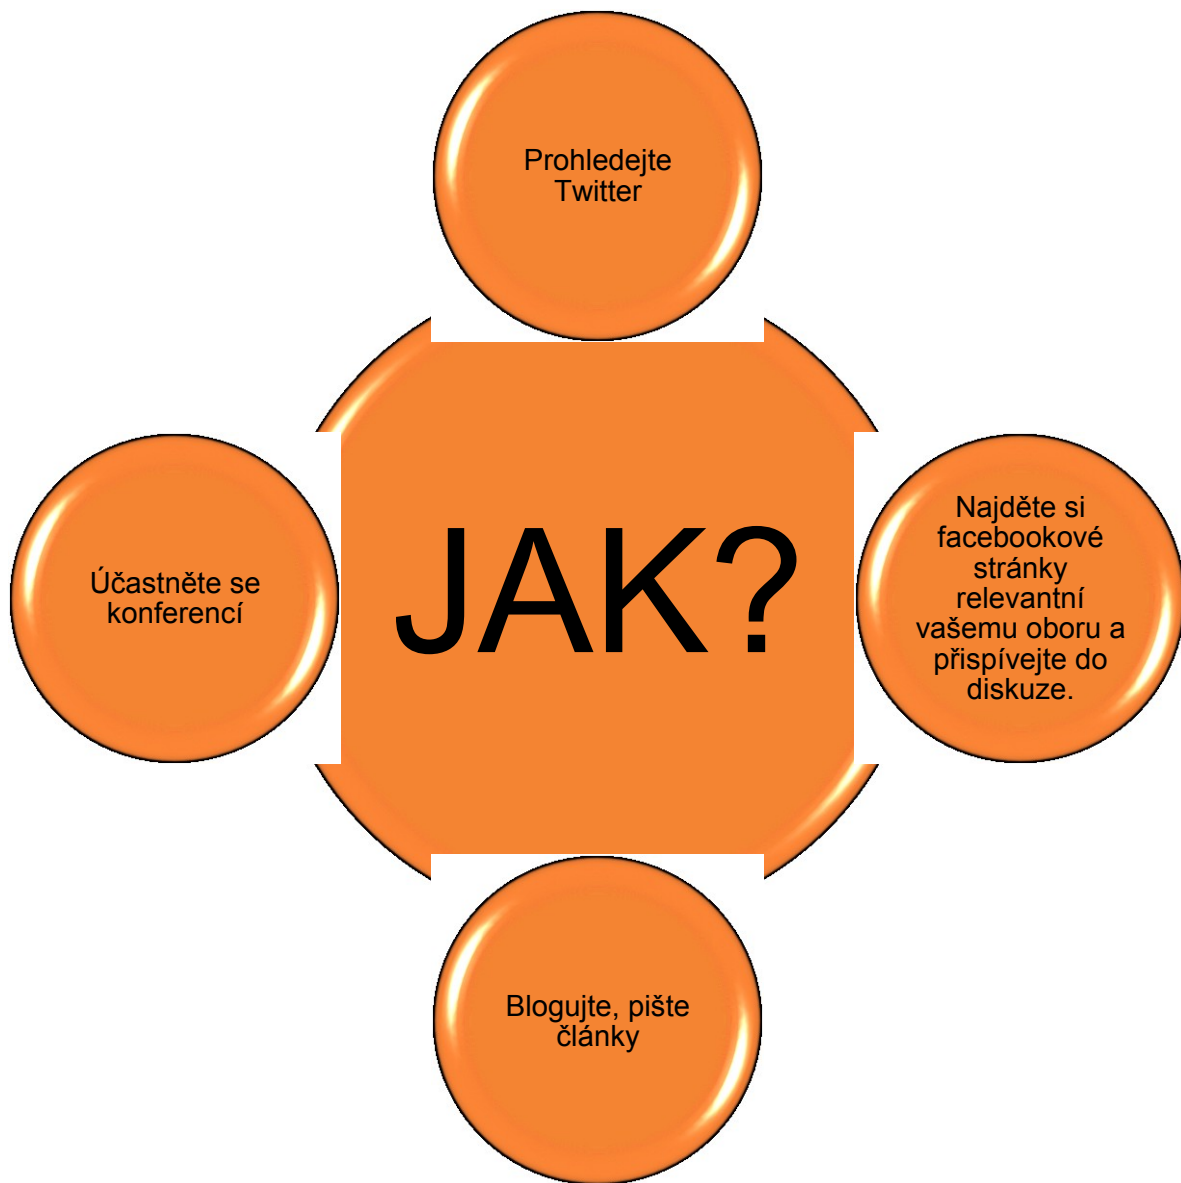 Prohledejte
Twitter
Účastněte se
konferencí
JAK?
Najděte si
facebookové
stránky
relevantní
vašemu oboru a
přispívejte do
diskuze.
Blogujte, pište
články